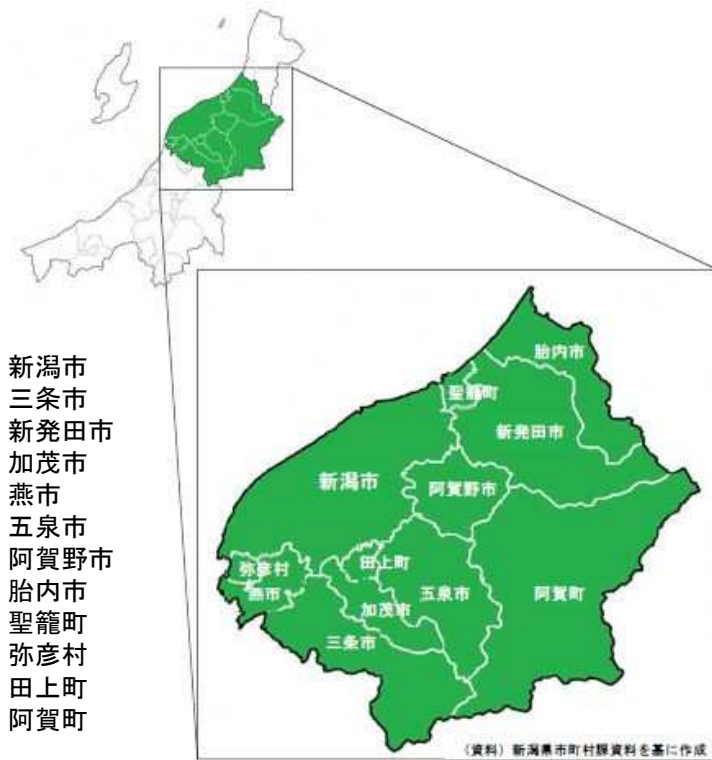 新潟市
三条市
新発田市
加茂市
燕市
五泉市
阿賀野市
胎内市
聖籠町
弥彦村
田上町
阿賀町
胎内市
聖籠町
新発田市
新潟市
阿賀野市
弥彦村
田上町
燕市
五泉市
阿賀町
加茂市
三条市
（資料）新潟県市町村課資料を基に作成